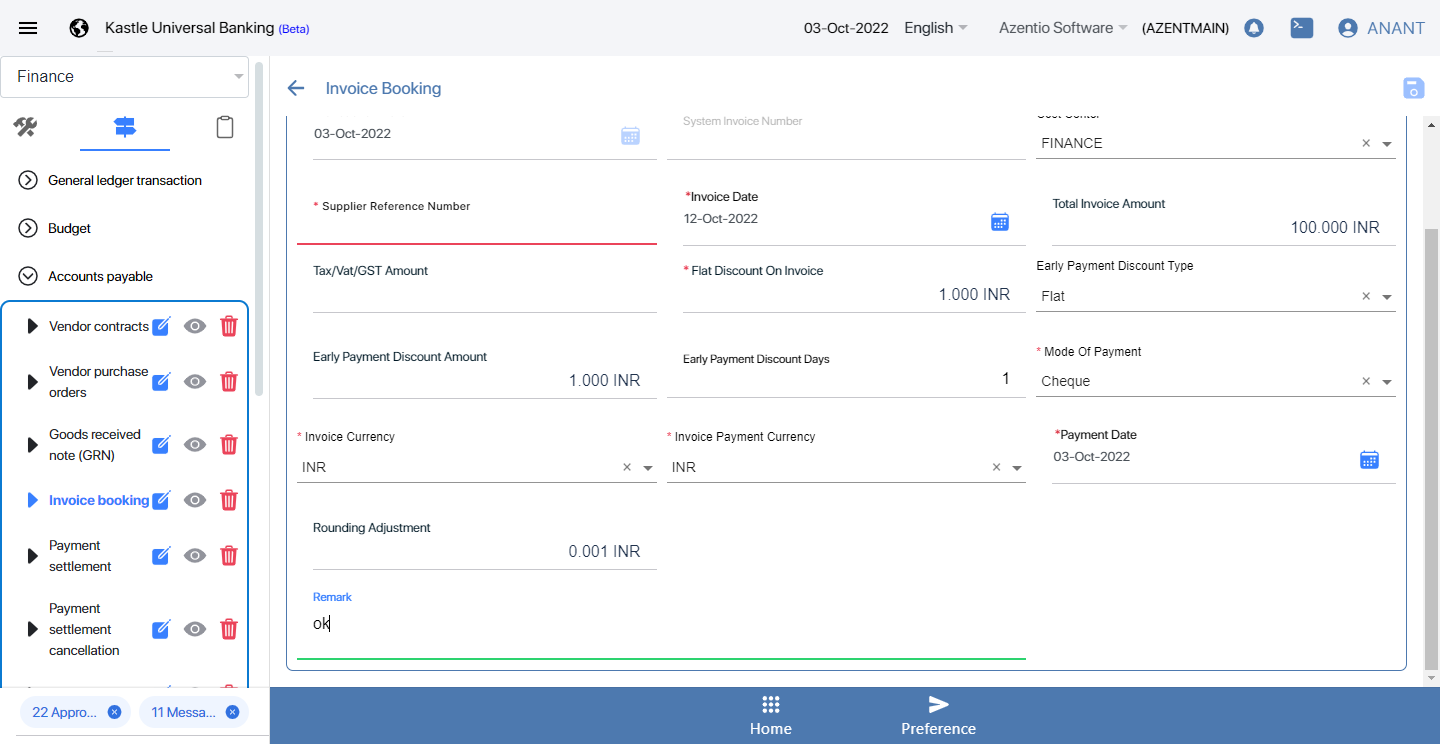 Kastle Universal Banking (Beta)
03-Oct-2022
English
Azentio Software
(AZENTMAIN)
ANANT
Finance
General ledger transaction
Budget
Accounts payable
Vendor contracts
Vendor purchase
orders
Goods received
note (GRN)
Invoice booking
Payment
settlement
Payment
settlement
cancellation
22 Appro...
11 Messa...
Invoice Booking
03-Oct-2022
System Invoice Number
Cost Center
FINANCE
* Supplier Reference Number
*Invoice Date
12-Oct-2022
Total Invoice Amount
100.000 INR
Tax/Vat/GST Amount
* Flat Discount On Invoice
1.000 INR
Early Payment Discount Type
Flat
Early Payment Discount Amount
1.000 INR
Early Payment Discount Days
1
* Mode Of Payment
Cheque
* Invoice Currency
INR
* Invoice Payment Currency
INR
*Payment Date
03-Oct-2022
Rounding Adjustment
0.001 INR
Remark
ok
Home
Preference